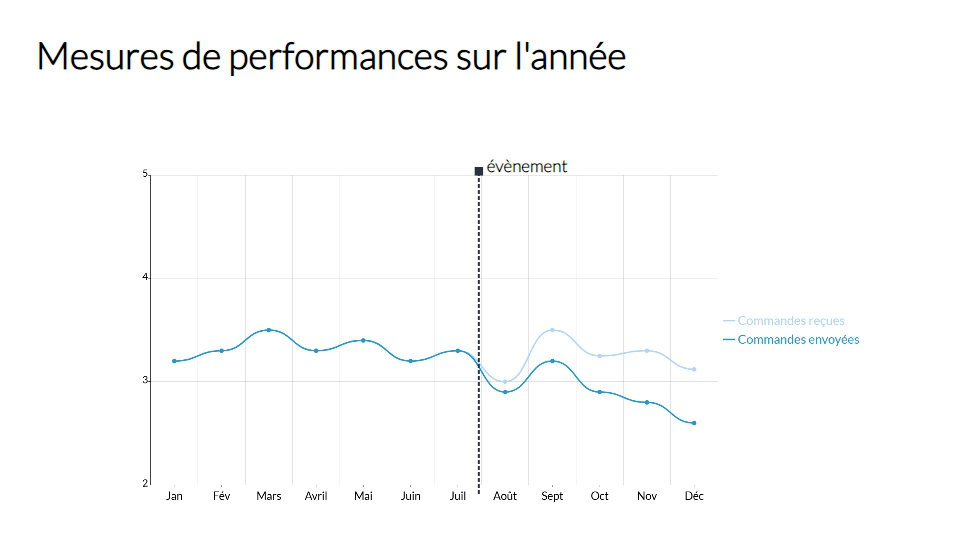 Mesures de performances sur l'année
évènement
5
4
3
2
Jan Fév Mars Avril Mai Juin Juil Août Sept Oct Nov Déc
Commandes reçues
Commandes envoyées